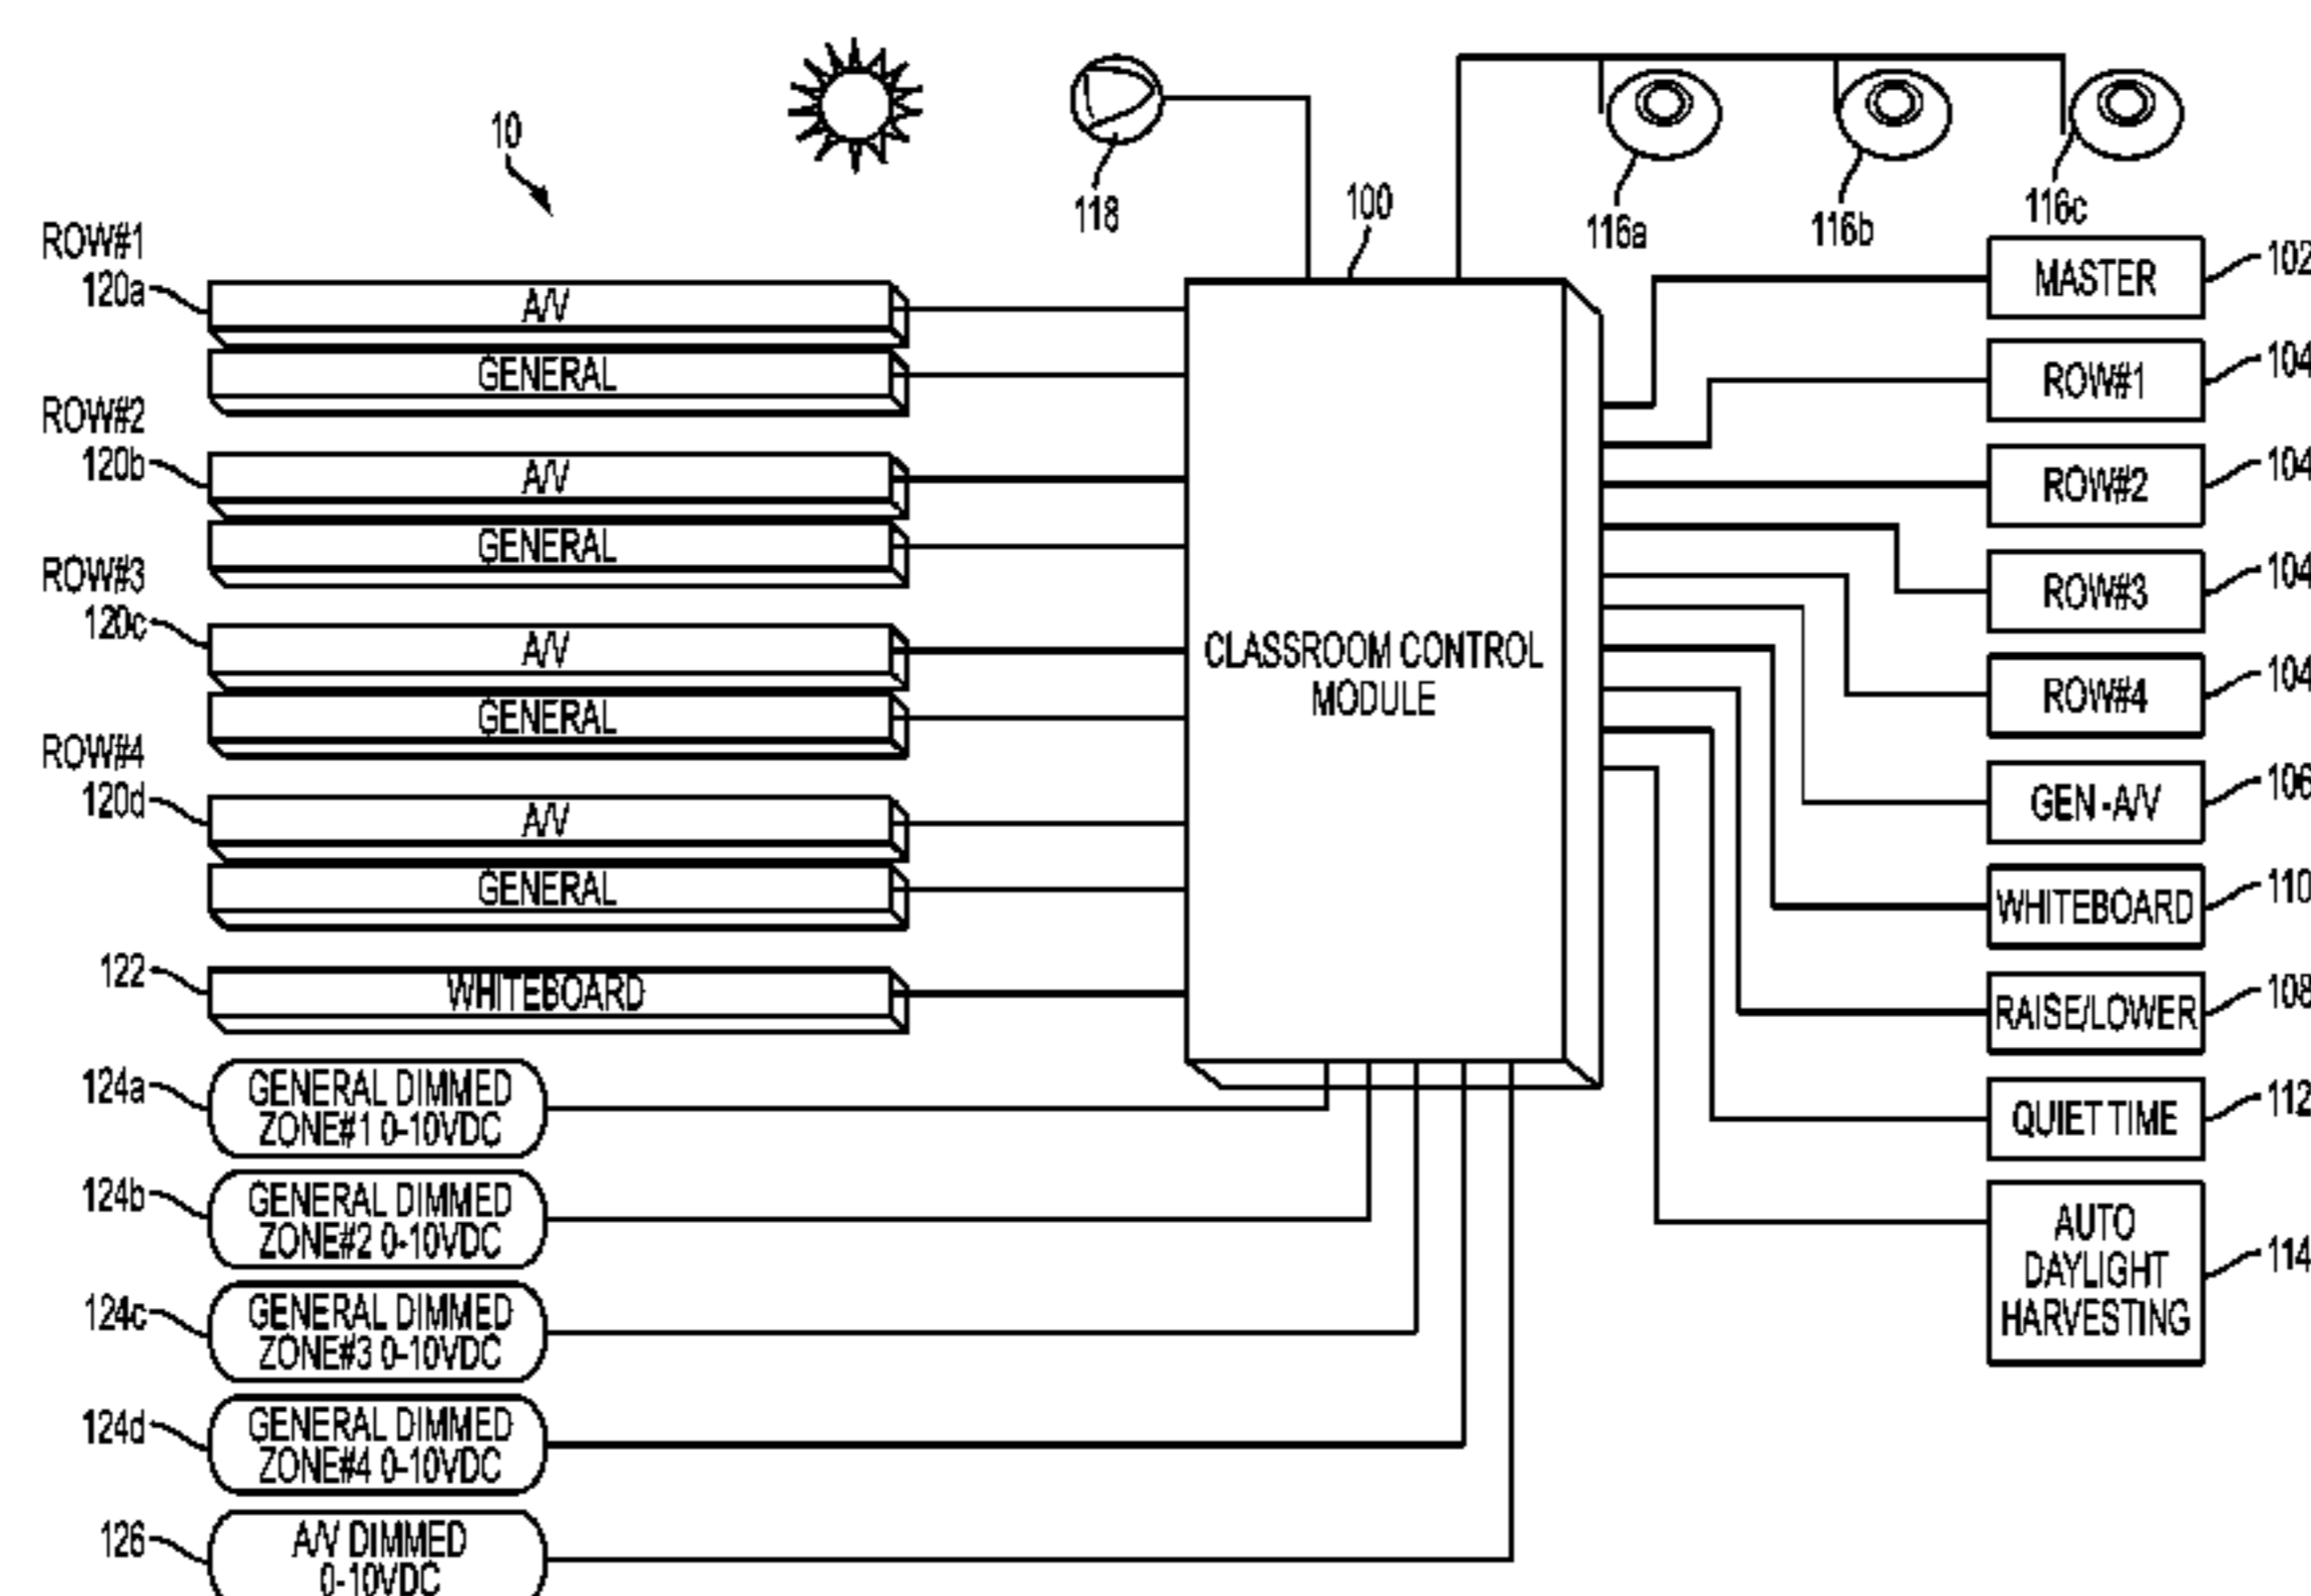 10
118
100
116a
116b
116c
ROW#1
120a
A/V
GENERAL
ROW#2
120b
A/V
GENERAL
ROW#3
120c
A/V
GENERAL
ROW#4
120d
A/V
GENERAL
122
WHITEBOARD
124a
GENERAL DIMMED
ZONE#1 0-10VDC
124b
GENERAL DIMMED
ZONE#2 0-10VDC
124c
GENERAL DIMMED
ZONE#3 0-10VDC
124d
GENERAL DIMMED
ZONE#4 0-10VDC
126
A/V DIMMED
0-10VDC
CLASSROOM CONTROL
MODULE
MASTER
102
ROW#1
104
ROW#2
104
ROW#3
104
ROW#4
104
GEN-A/V
106
WHITEBOARD
110
RAISE/LOWER
108
QUIET TIME
112
AUTO
DAYLIGHT
HARVESTING
114